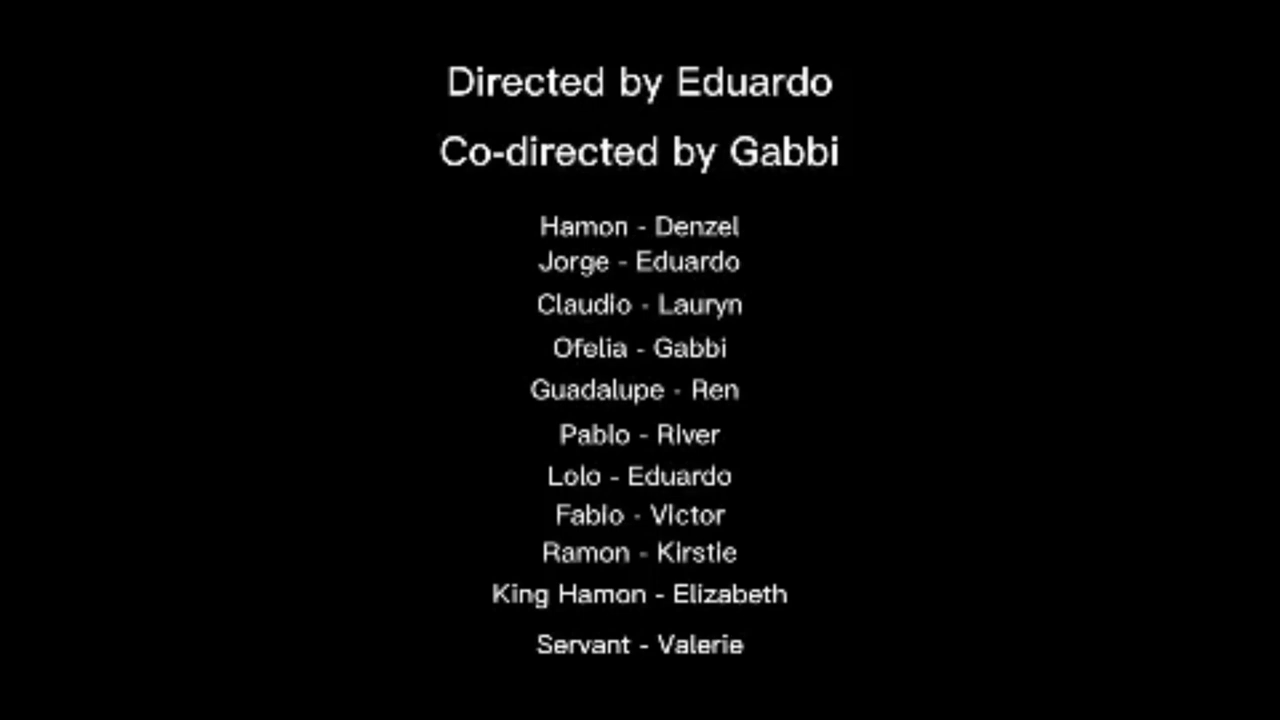 Directed by Eduardo
Co-directed by Gabbi
Hamon - Denzel
Jorge - Eduardo
Claudio - Lauryn
Ofelia - Gabbi
Guadalupe - Ren
Pablo - River
Lolo - Eduardo
Fabio - Victor
Ramon - Kirstie
King Hamon - Elizabeth
Servant - Valerie